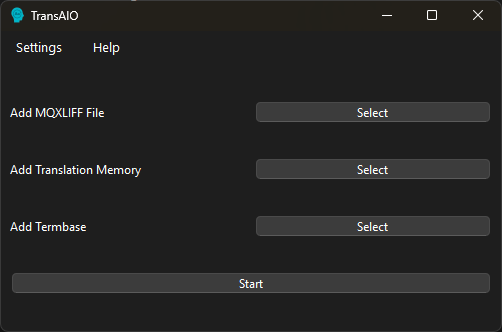 TransAIO
Settings Help
Add MQXLIFF File Select
Add Translation Memory Select
Add Termbase Select
Start